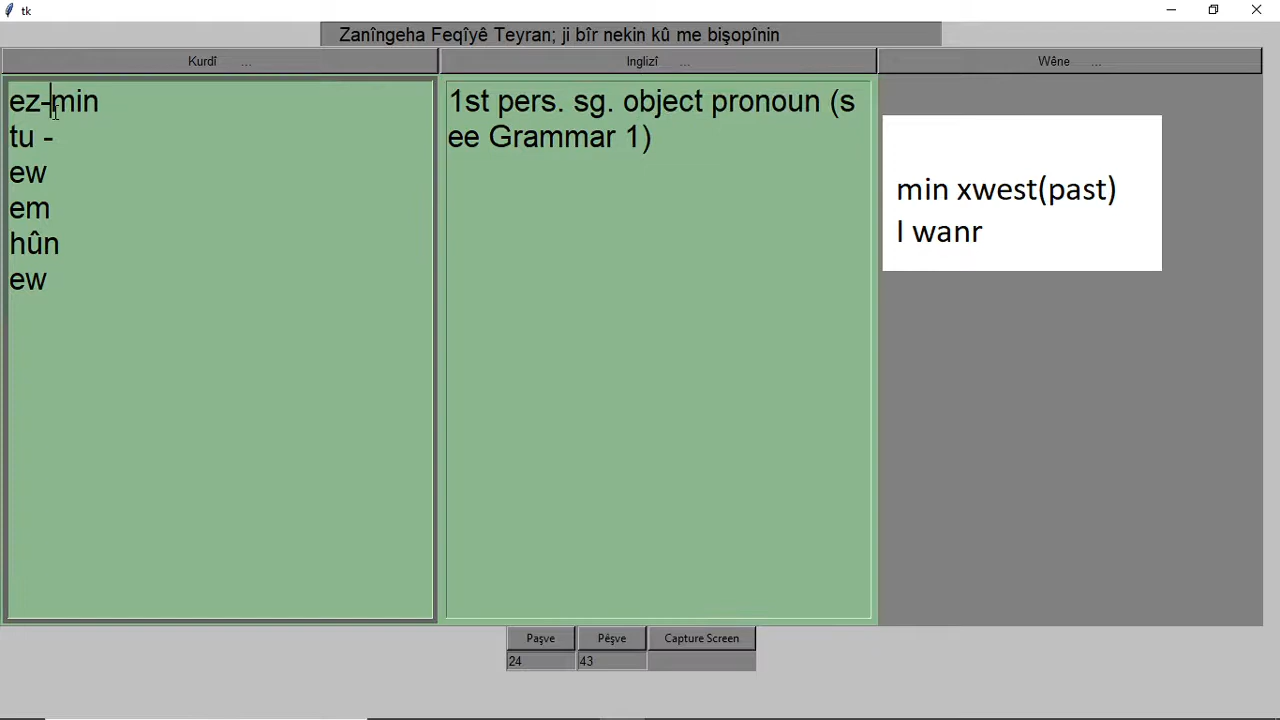 tk
Zanîngeha Feqîyê Teyran; ji bîr nekin kû me bişopînin
Kurdî ...
Inglizî ...
Wêne ...
ez-min
tu -
ew
em
hûn
ew
1st pers. sg. object pronoun (s
ee Grammar 1)
min xwest(past)
I wanr
Paşve
Pêşve
Capture Screen
24
43